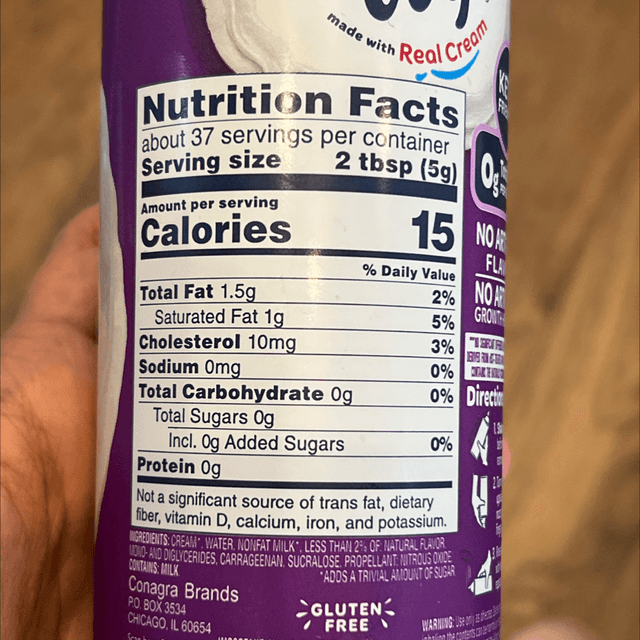 made with Real Cream
Nutrition Facts
about 37 servings per container
Serving size 2 tbsp (5g)
Amount per serving
Calories 15
% Daily Value
Total Fat 1.5g 2%
Saturated Fat 1g 5%
Cholesterol 10mg 3%
Sodium 0mg 0%
Total Carbohydrate 0g 0%
Total Sugars 0g
Incl. 0g Added Sugars 0%
Protein 0g
Not a significant source of trans fat, dietary
fiber, vitamin D, calcium, iron, and potassium.
INGREDIENTS: CREAM*, WATER, NONFAT MILK*, LESS THAN 2% OF: NATURAL FLAVOR,
MONO- AND DIGLYCERIDES, CARRAGEENAN, SUCRALOSE, PROPELLANT: NITROUS OXIDE.
CONTAINS: MILK. *ADDS A TRIVIAL AMOUNT OF SUGAR
Conagra Brands
P.O. BOX 3534
CHICAGO, IL 60654
GLUTEN
FREE
0g
NO
NO
WARNING: Use only as